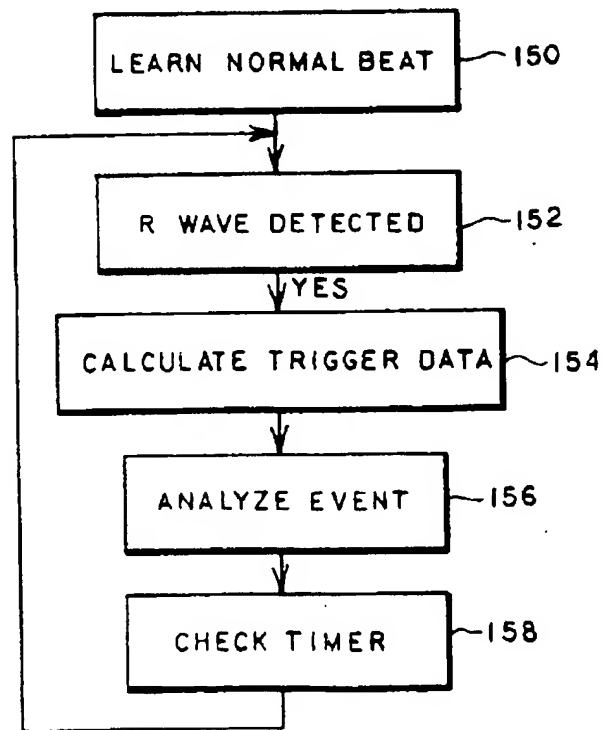 LEARN NORMAL BEAT 150
R WAVE DETECTED 152
YES
CALCULATE TRIGGER DATA 154
ANALYZE EVENT 156
CHECK TIMER 158